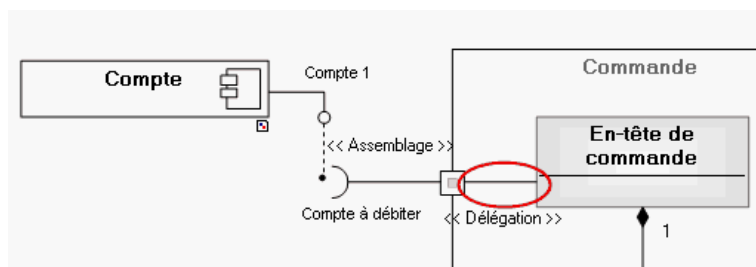 Compte
Compte 1
Commande
<< Assemblage >>
En-tête de
commande
Compte à débiter
<< Délégation >>
1